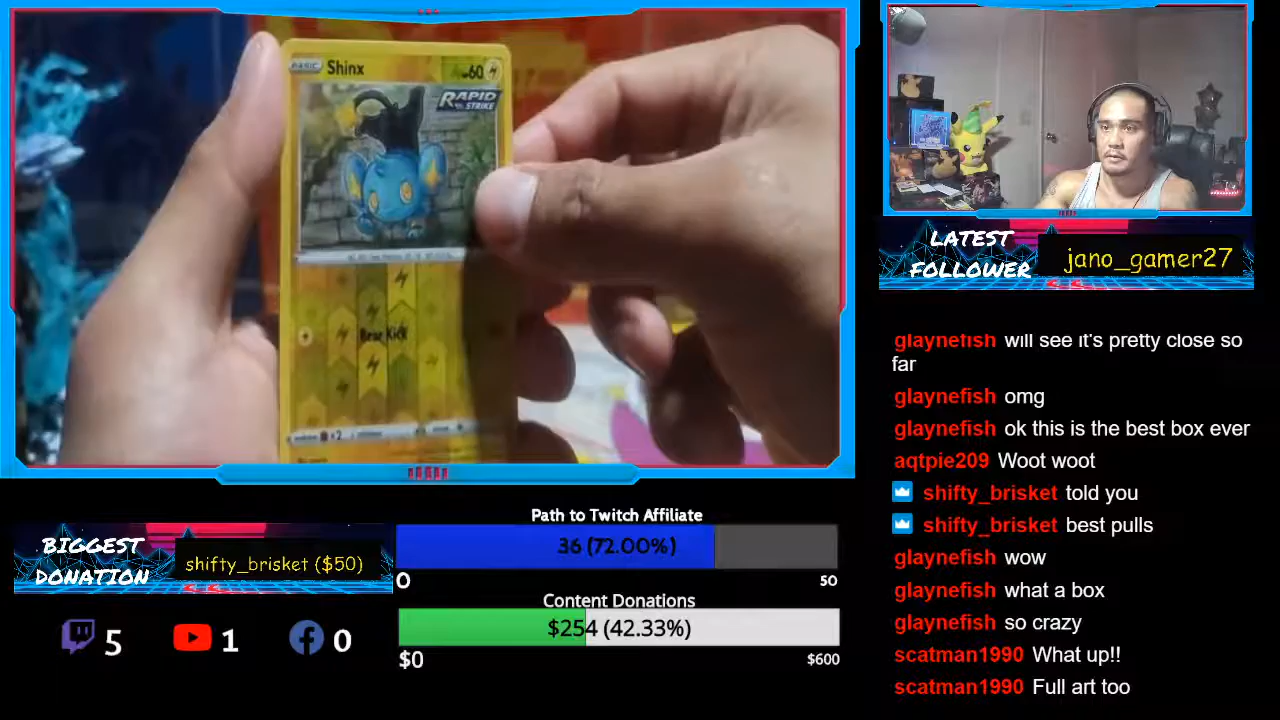 BASIC Shinx 60
RAPID
STRIKE
Rear Kick
x2
LATEST
FOLLOWER
jano_gamer27
glaynefish will see it's pretty close so
far
glaynefish omg
glaynefish ok this is the best box ever
aqtpie209 Woot woot
shifty_brisket told you
shifty_brisket best pulls
glaynefish wow
glaynefish what a box
glaynefish so crazy
scatman1990 What up!!
scatman1990 Full art too
BIGGEST
DONATION
shifty_brisket ($50)
5
1
0
Path to Twitch Affiliate
36 (72.00%)
0
50
Content Donations
$254 (42.33%)
$0
$600